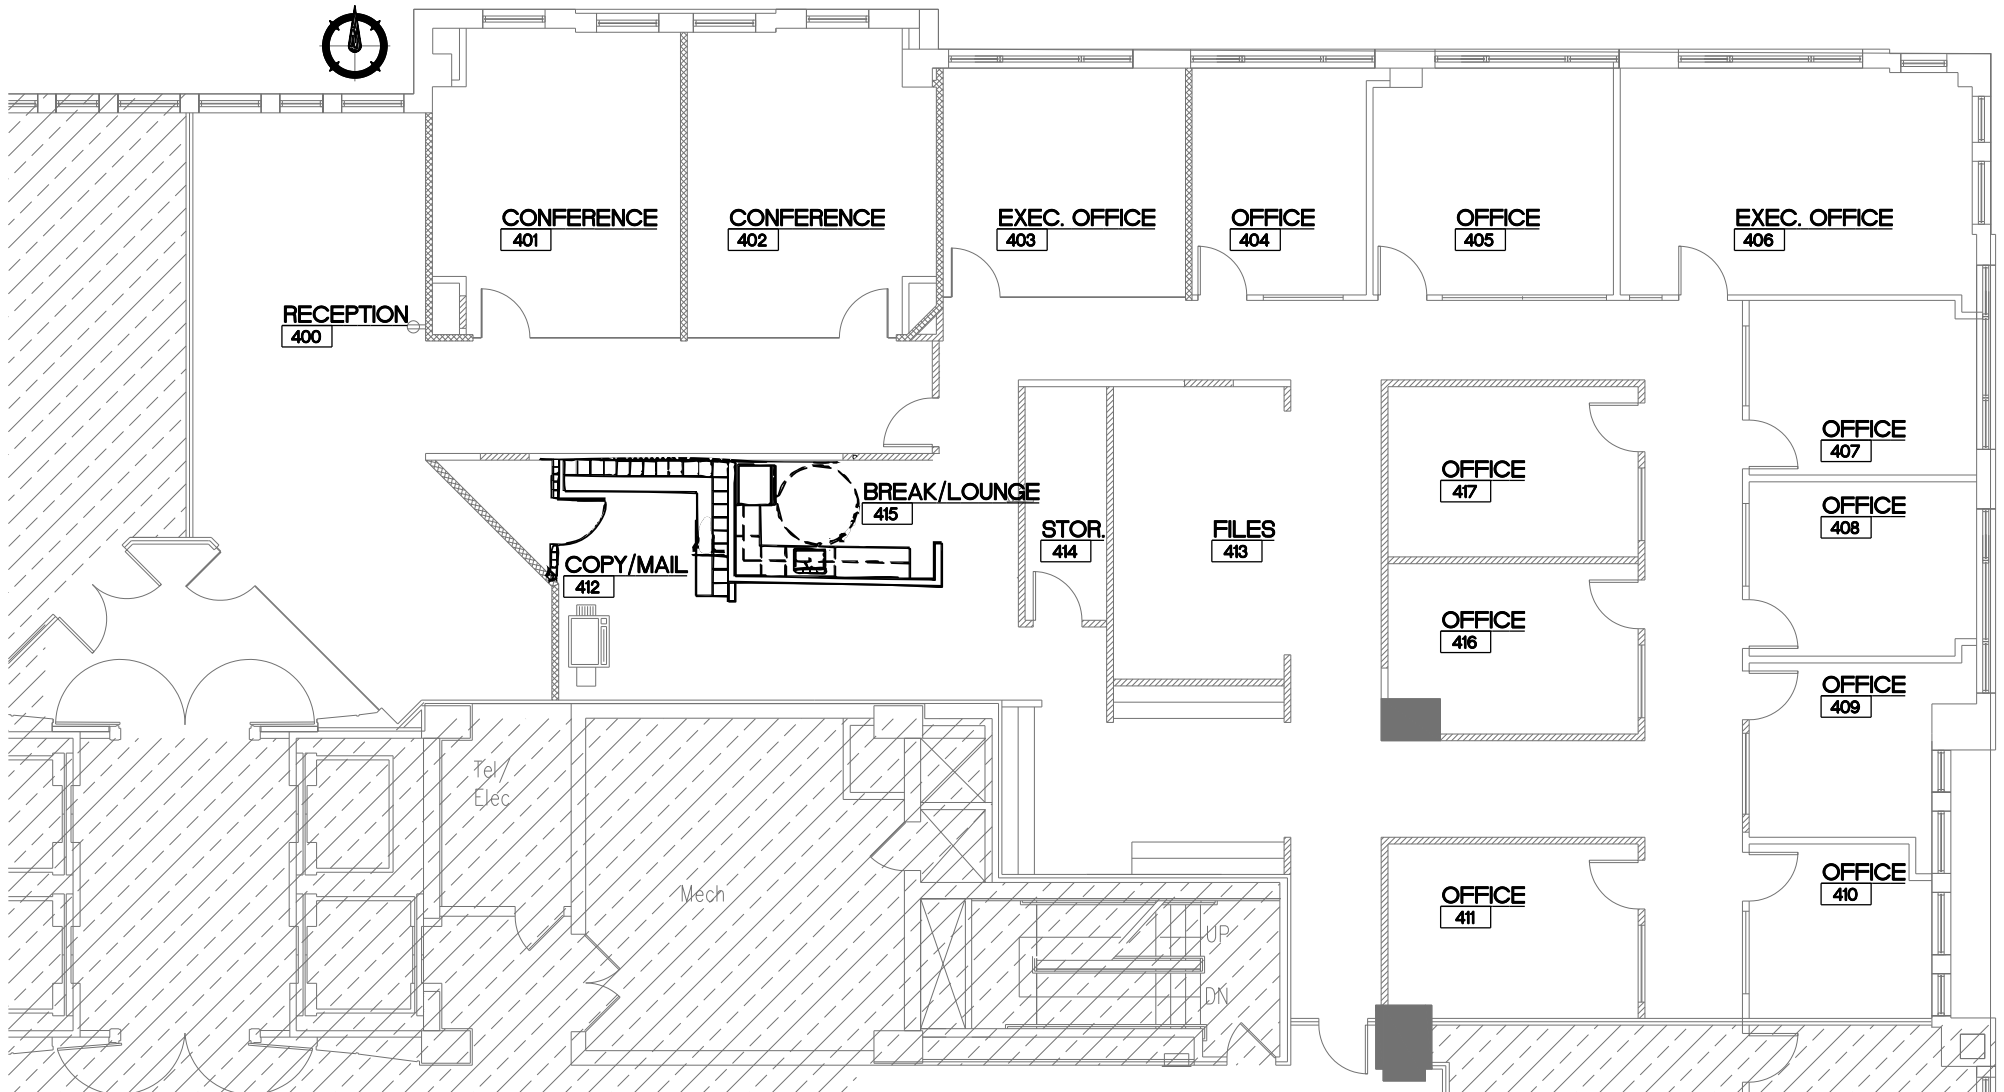 CONFERENCE
401
CONFERENCE
402
EXEC. OFFICE
403
OFFICE
404
OFFICE
405
EXEC. OFFICE
406
RECEPTION
400
OFFICE
407
OFFICE
417
BREAK/LOUNGE
415
OFFICE
408
STOR.
414
FILES
413
COPY/MAIL
412
OFFICE
416
OFFICE
409
Tel/
Elec
Mech
OFFICE
410
OFFICE
411
UP
DN